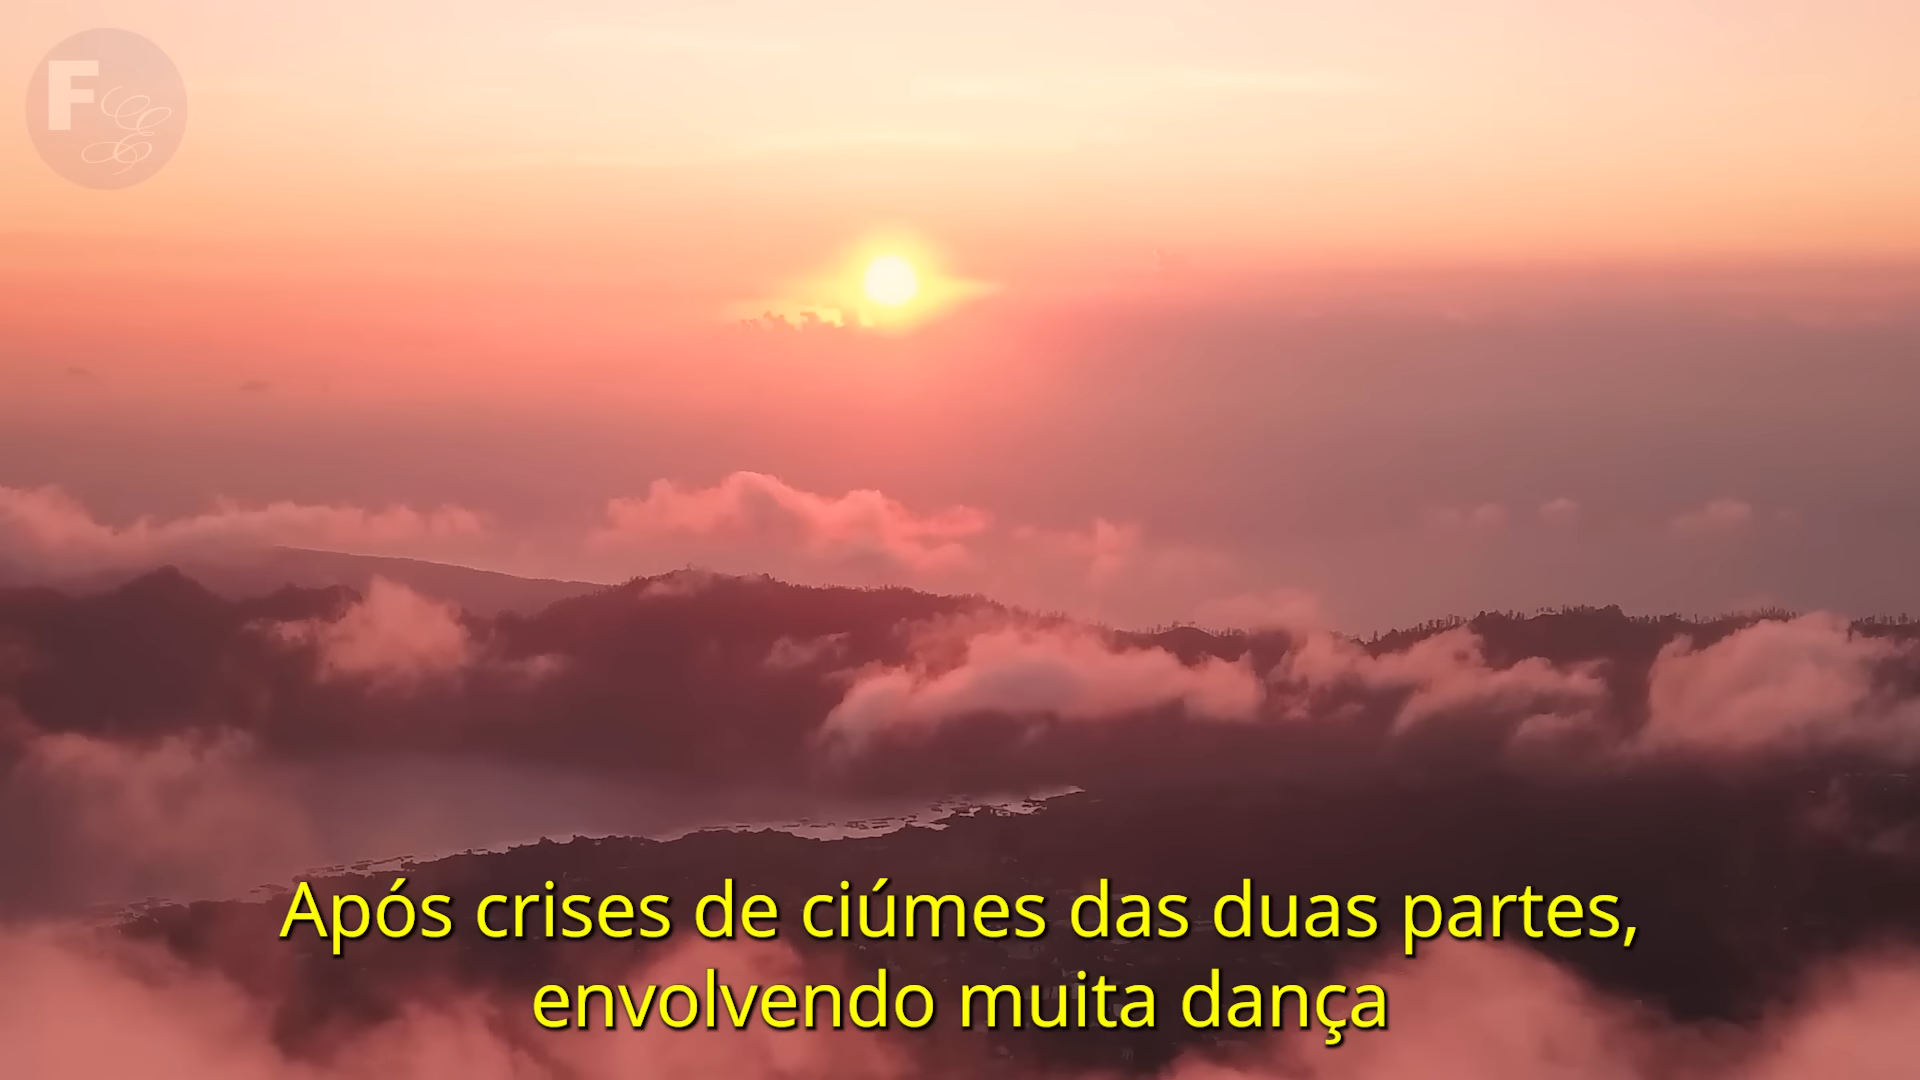 F
Após crises de ciúmes das duas partes,
envolvendo muita dança